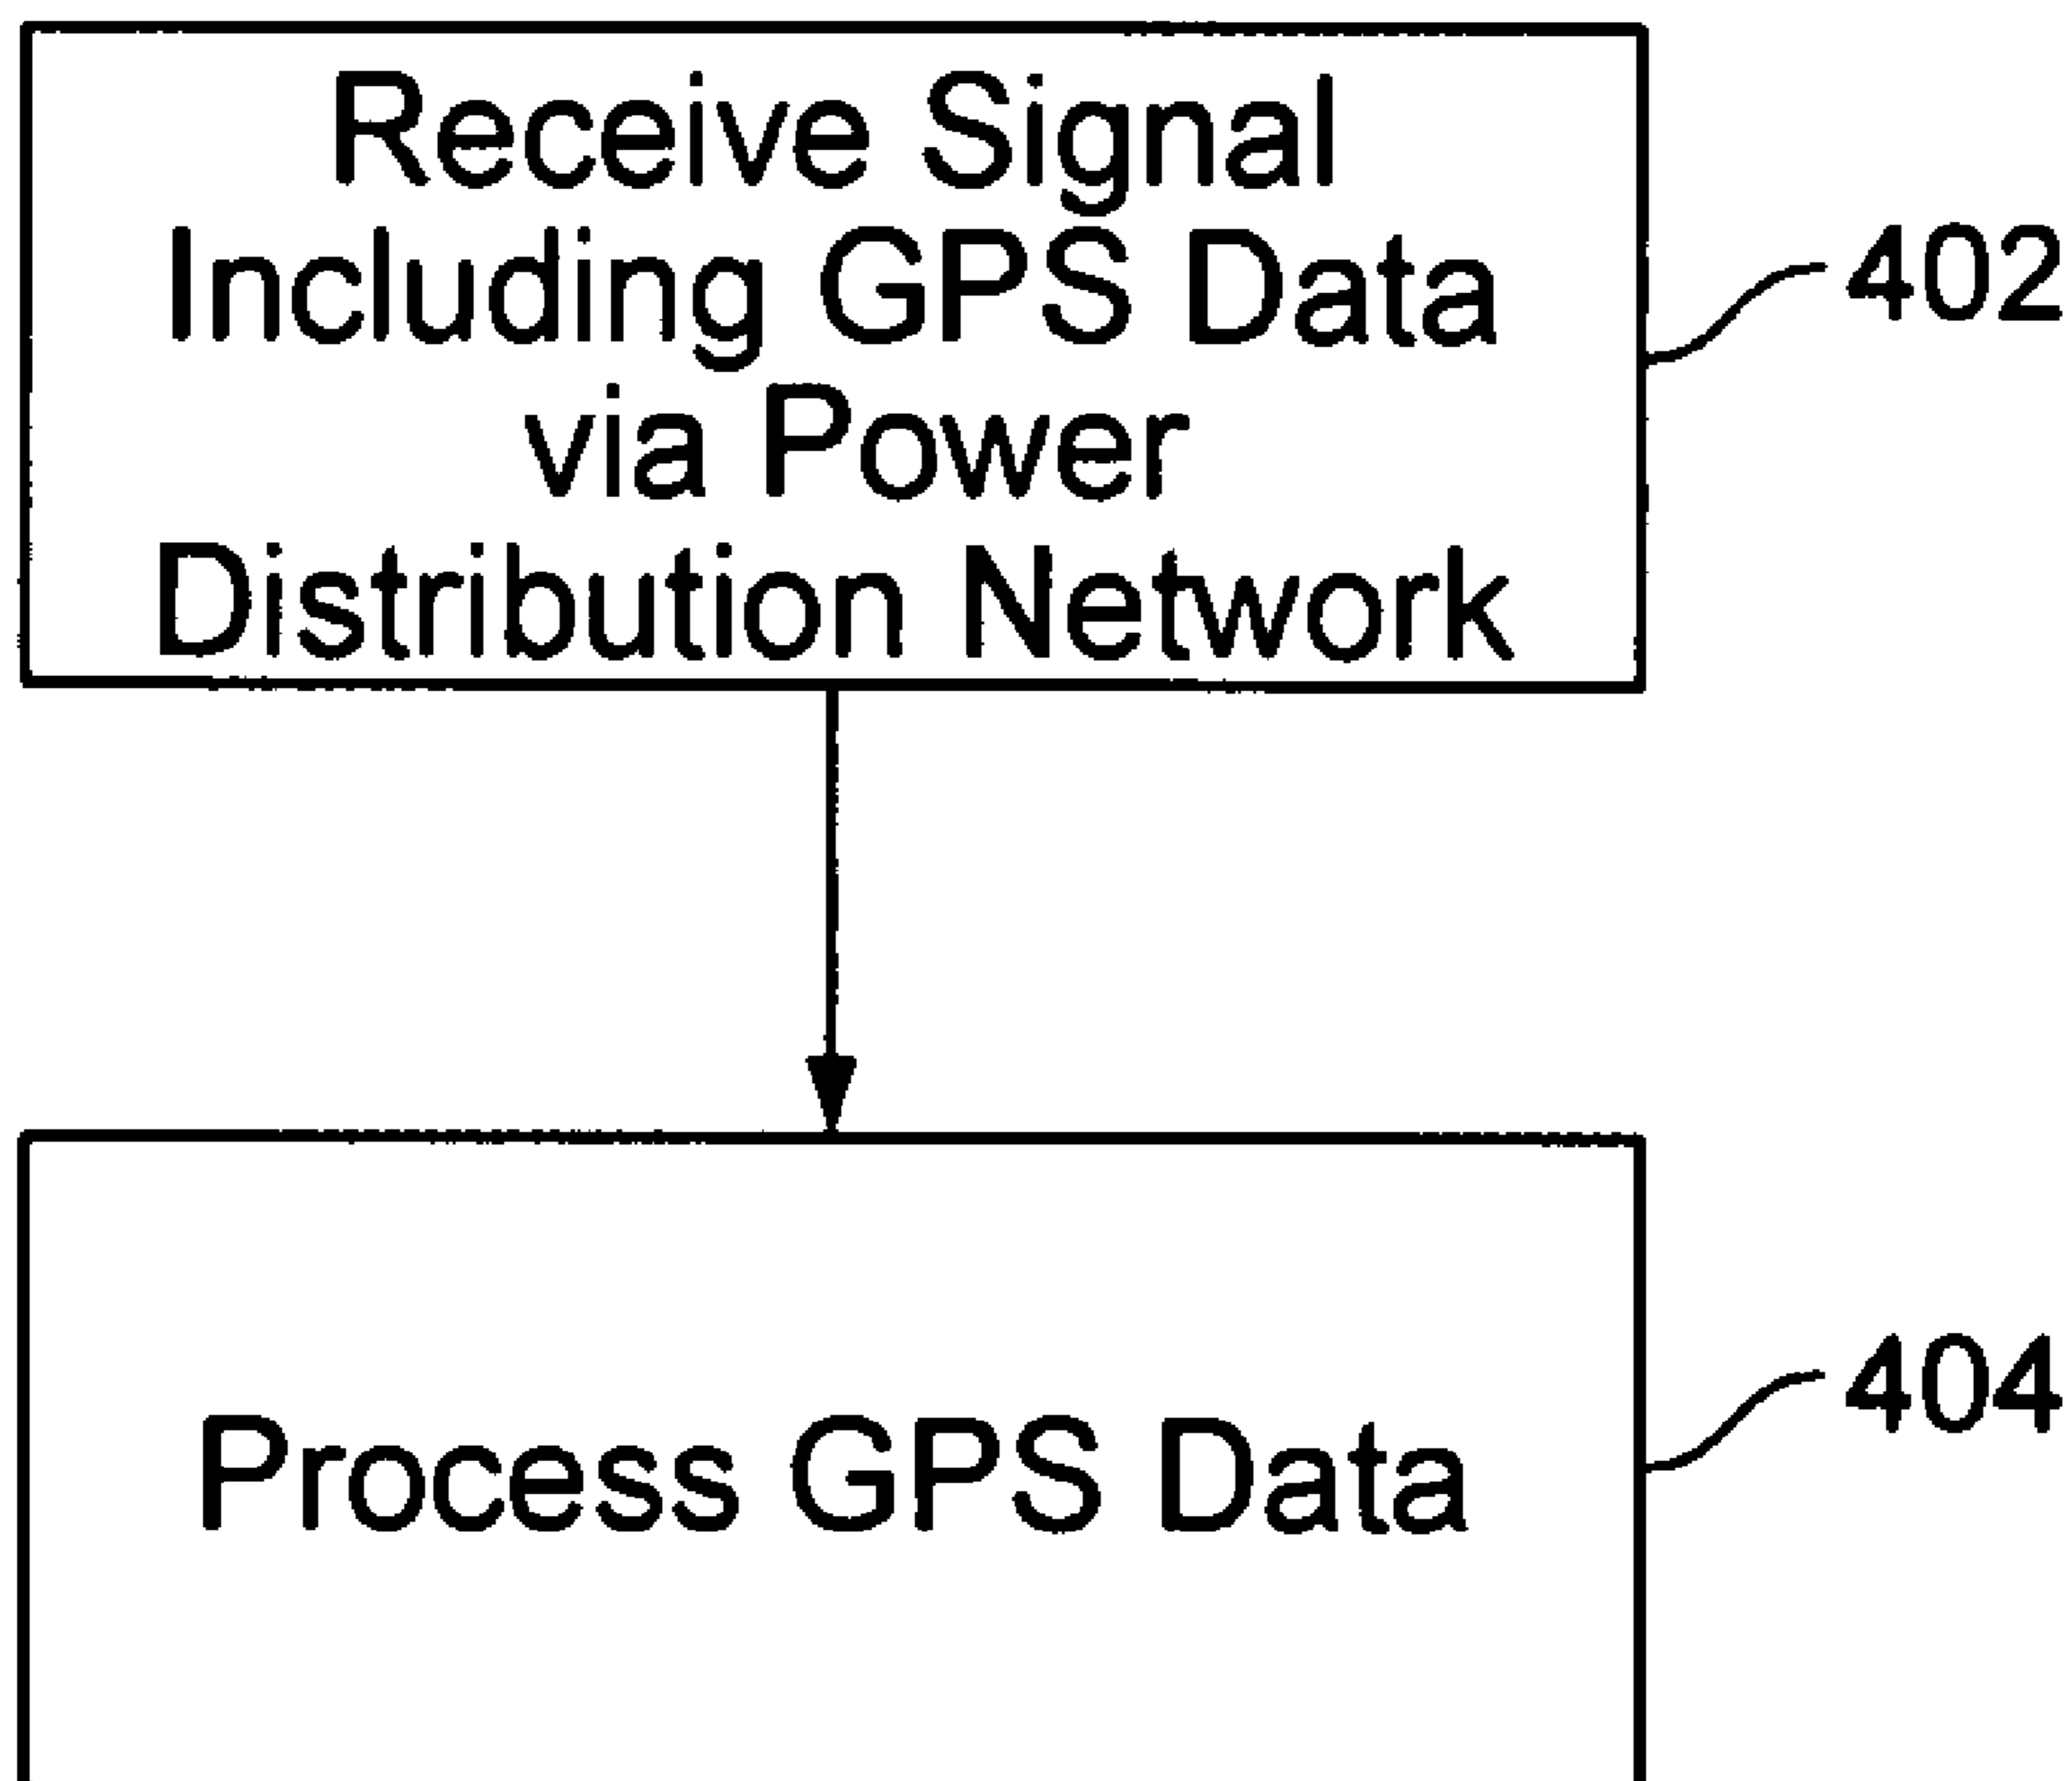 Receive Signal
Including GPS Data
via Power
Distribution Network
402
Process GPS Data
404